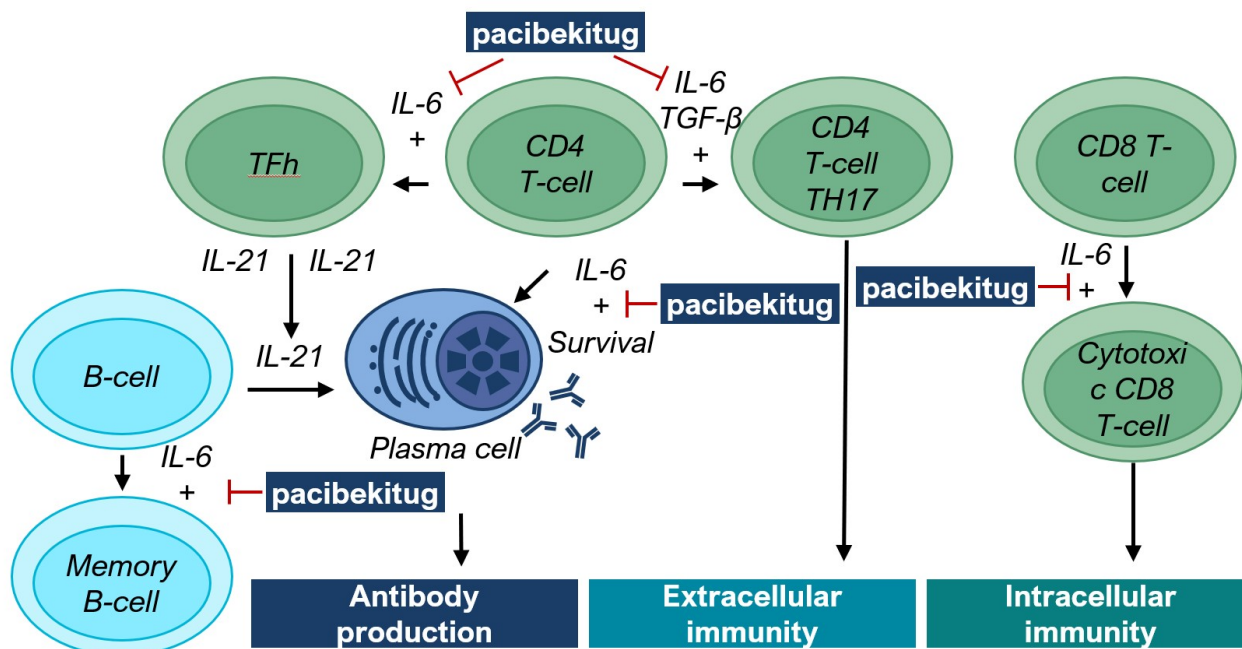 pacibekitug
IL-6
+
IL-6
TGF-β
+
TFh
CD4
T-cell
CD4
T-cell
TH17
CD8 T-
cell
IL-21
IL-21
IL-6
+
Survival
pacibekitug
pacibekitug
IL-6
+
B-cell
IL-21
Plasma cell
Cytotoxi
c CD8
T-cell
IL-6
+
pacibekitug
Memory
B-cell
Antibody
production
Extracellular
immunity
Intracellular
immunity